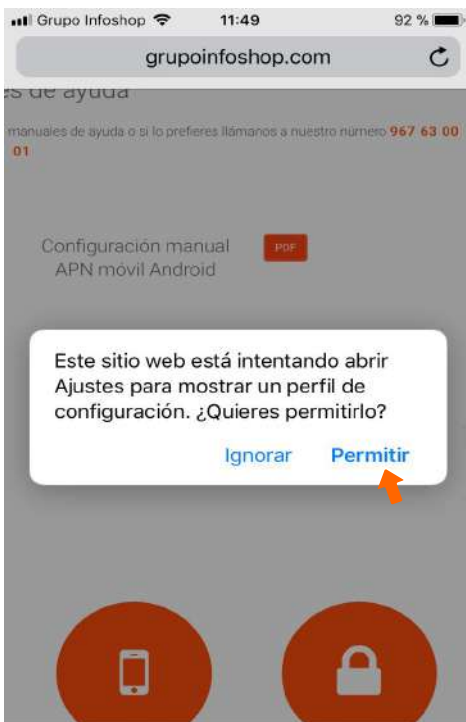 Grupo Infoshop 11:49 92 %
grupoinfoshop.com
es de ayuda
manuales de ayuda o si lo prefieres llámanos a nuestro número 967 63 00
01
Configuración manual PDF
APN móvil Android
Este sitio web está intentando abrir
Ajustes para mostrar un perfil de
configuración. ¿Quieres permitirlo?
Ignorar Permitir